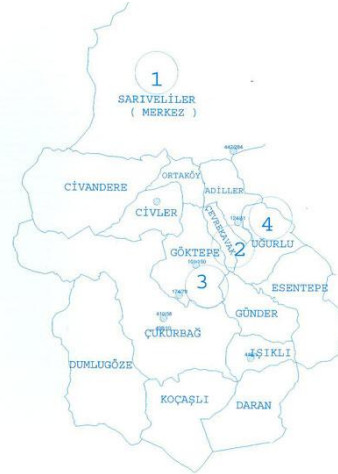 1
SARIVELİLER
( MERKEZ )
ORTAKÖY
CİVANDERE
ADİLLER
CİVLER
ÇEVREKAVAK
4
UĞURLU
GÖKTEPE
2
3
ESENTEPE
GÜNDER
ÇUKURBAĞ
IŞIKLI
DUMLUGÖZE
KOÇAŞLI
DARAN